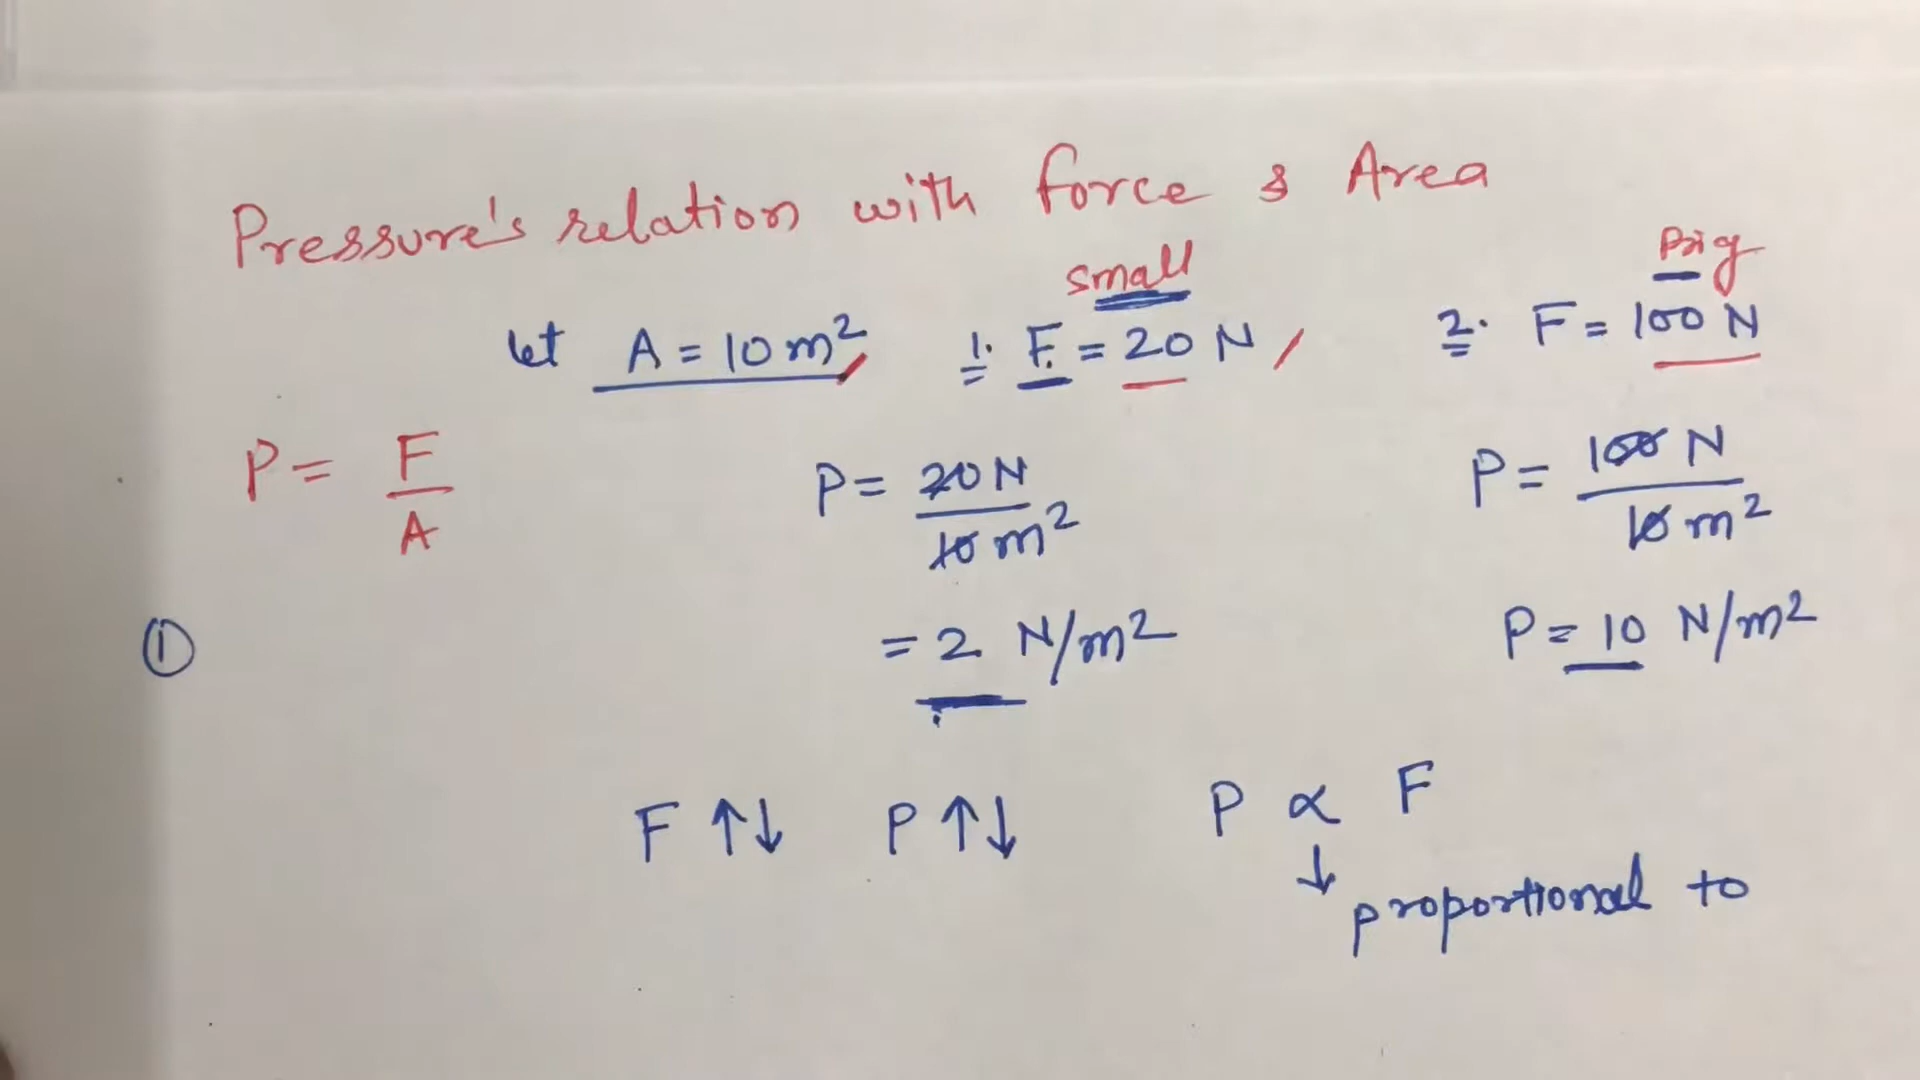 Pressure's relation with force & Area
small
Big
let A = 10 m²
1. F = 20 N
2. F = 100 N
P = F/A
P = 20 N / 10 m²
P = 100 N / 10 m²
①
= 2 N/m²
P = 10 N/m²
F ↑↓ P ↑↓ P ∝ F
↓
proportional to